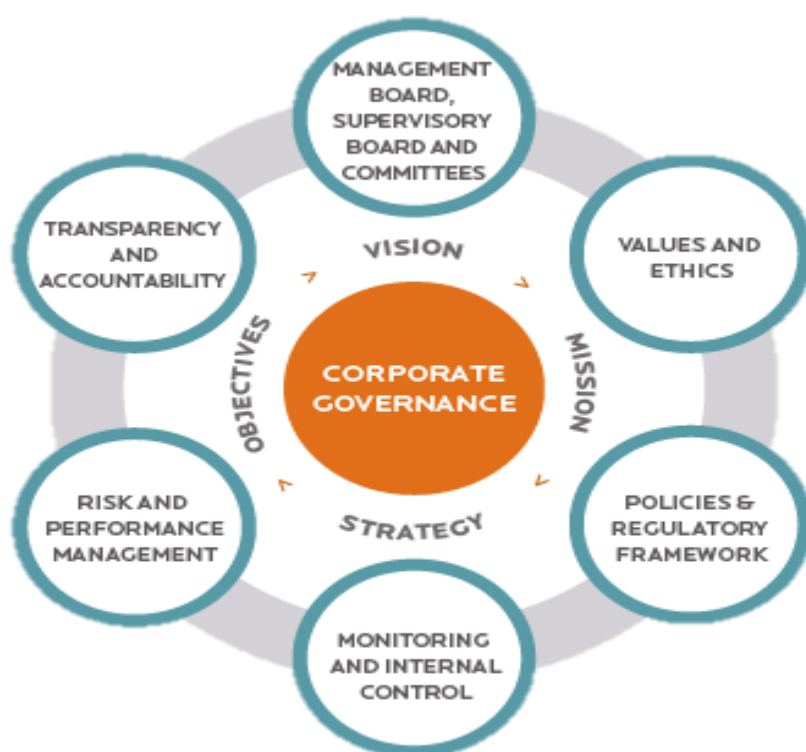 MANAGEMENT
BOARD,
SUPERVISORY
BOARD AND
COMMITTEES
TRANSPARENCY
AND
ACCOUNTABILITY
VALUES AND
ETHICS
VISION
OBJECTIVES
MISSION
CORPORATE
GOVERNANCE
STRATEGY
RISK AND
PERFORMANCE
MANAGEMENT
POLICIES &
REGULATORY
FRAMEWORK
MONITORING
AND INTERNAL
CONTROL